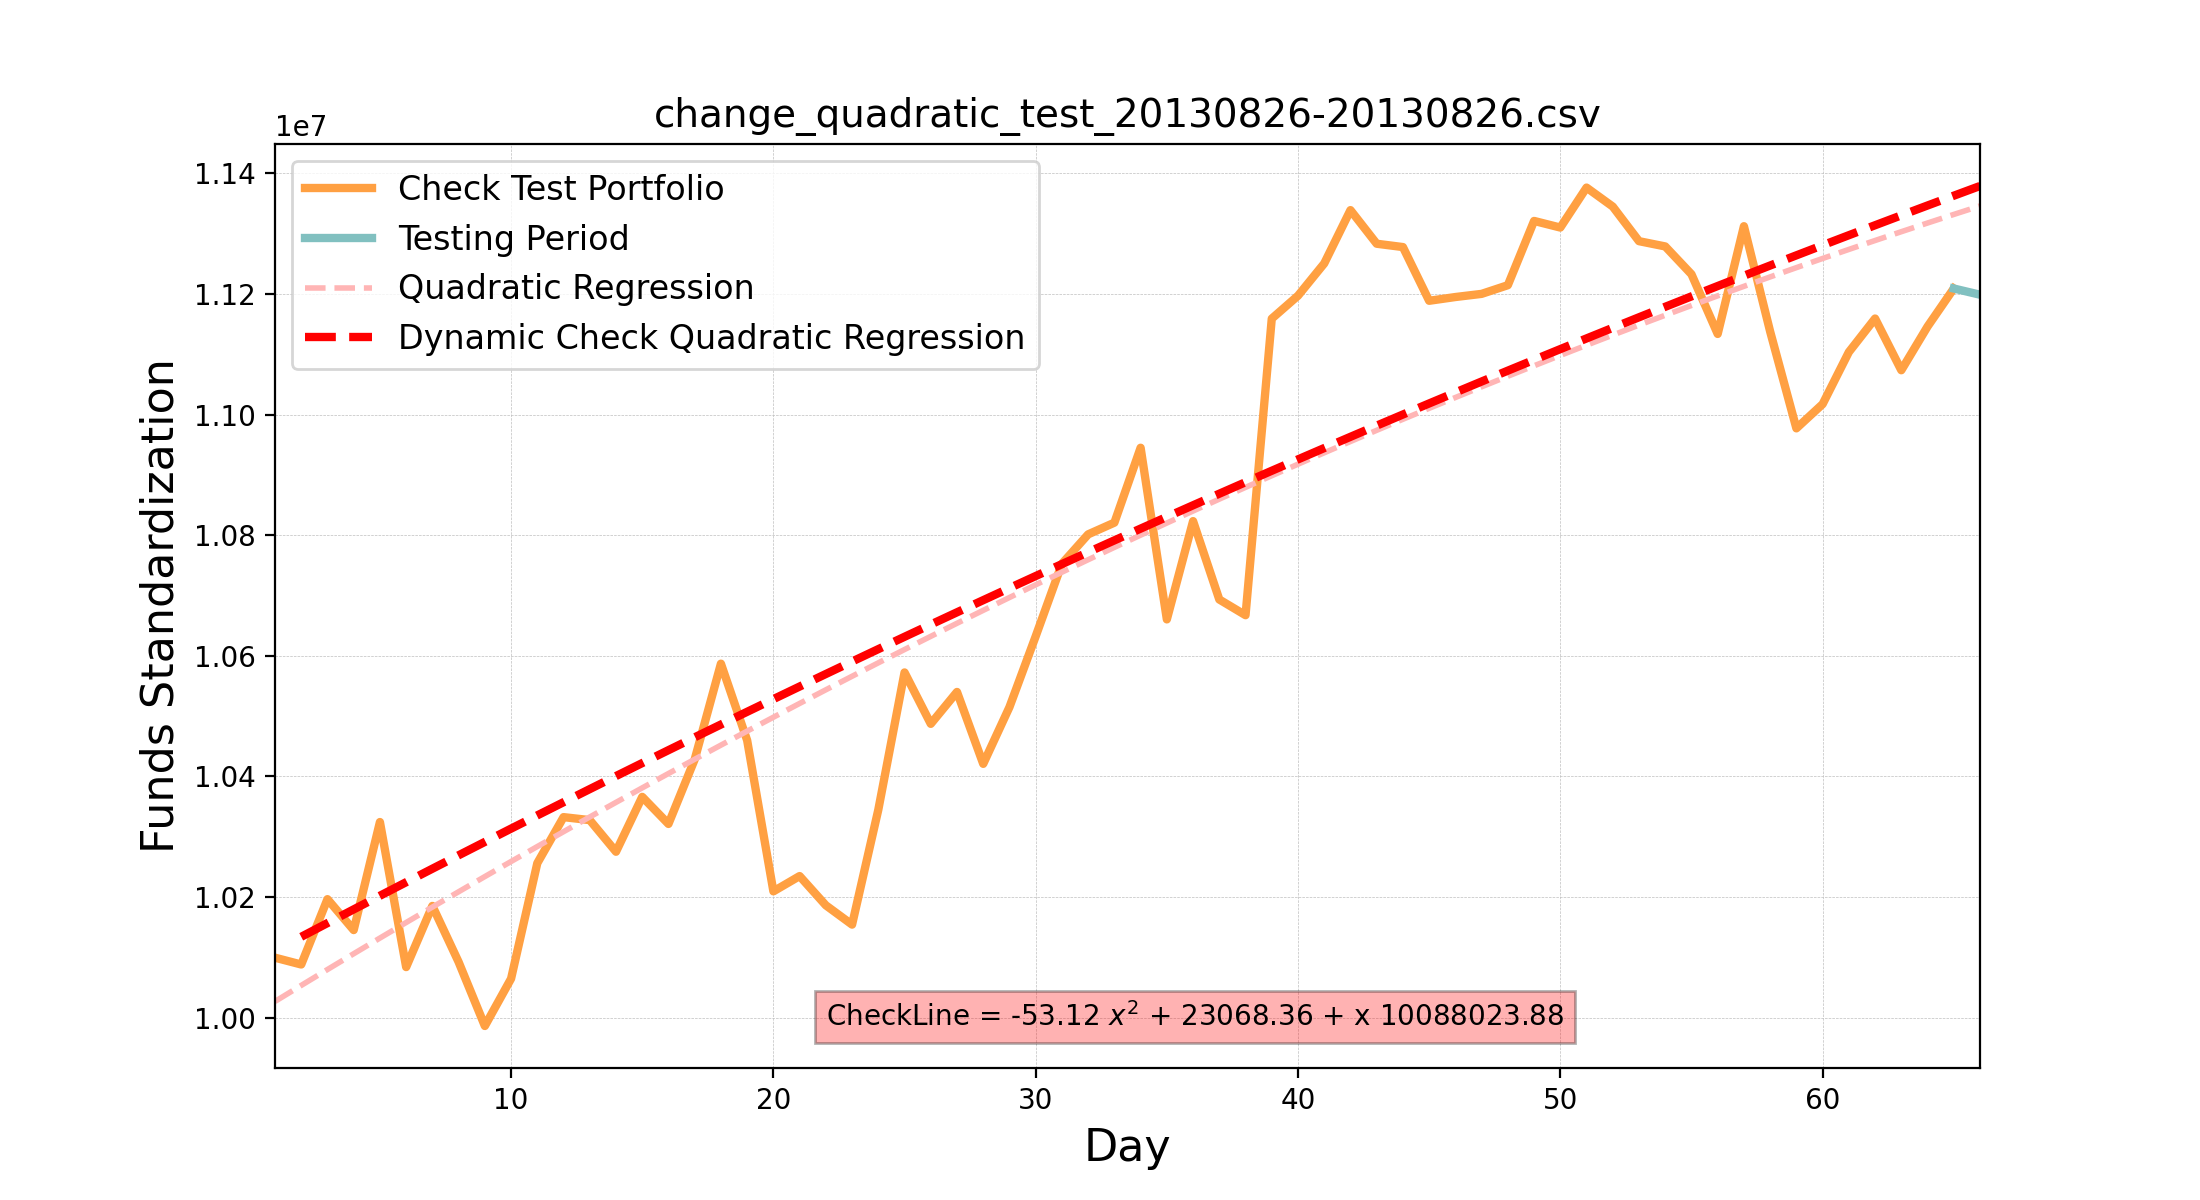 change_quadratic_test_20130826-20130826.csv
1e7
1.14
1.12
1.10
1.08
1.06
1.04
1.02
1.00
Funds Standardization
Check Test Portfolio
Testing Period
Quadratic Regression
Dynamic Check Quadratic Regression
CheckLine = -53.12 x² + 23068.36 + x 10088023.88
10 20 30 40 50 60
Day